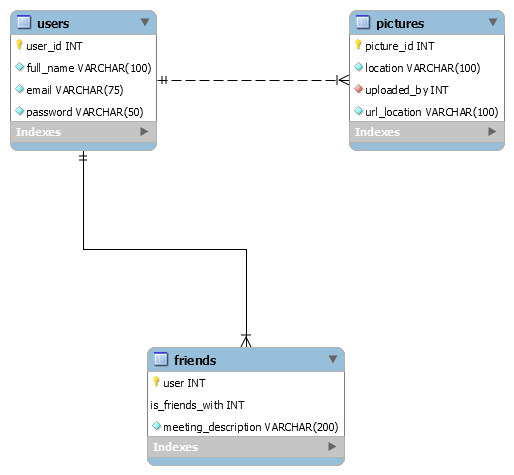 users
user_id INT
full_name VARCHAR(100)
email VARCHAR(75)
password VARCHAR(50)
Indexes
pictures
picture_id INT
location VARCHAR(100)
uploaded_by INT
url_location VARCHAR(100)
Indexes
friends
user INT
is_friends_with INT
meeting_description VARCHAR(200)
Indexes